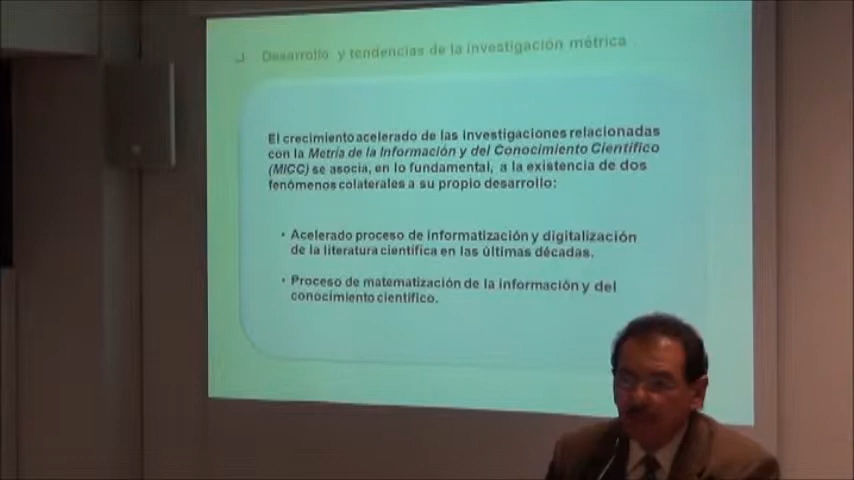 Desarrollo y tendencias de la investigación métrica
El crecimiento acelerado de las investigaciones relacionadas
con la Metría de la Información y del Conocimiento Científico
(MICC) se asocia, en lo fundamental, a la existencia de dos
fenómenos colaterales a su propio desarrollo:
• Acelerado proceso de informatización y digitalización
de la literatura científica en las últimas décadas.
• Proceso de matematización de la información y del
conocimiento científico.